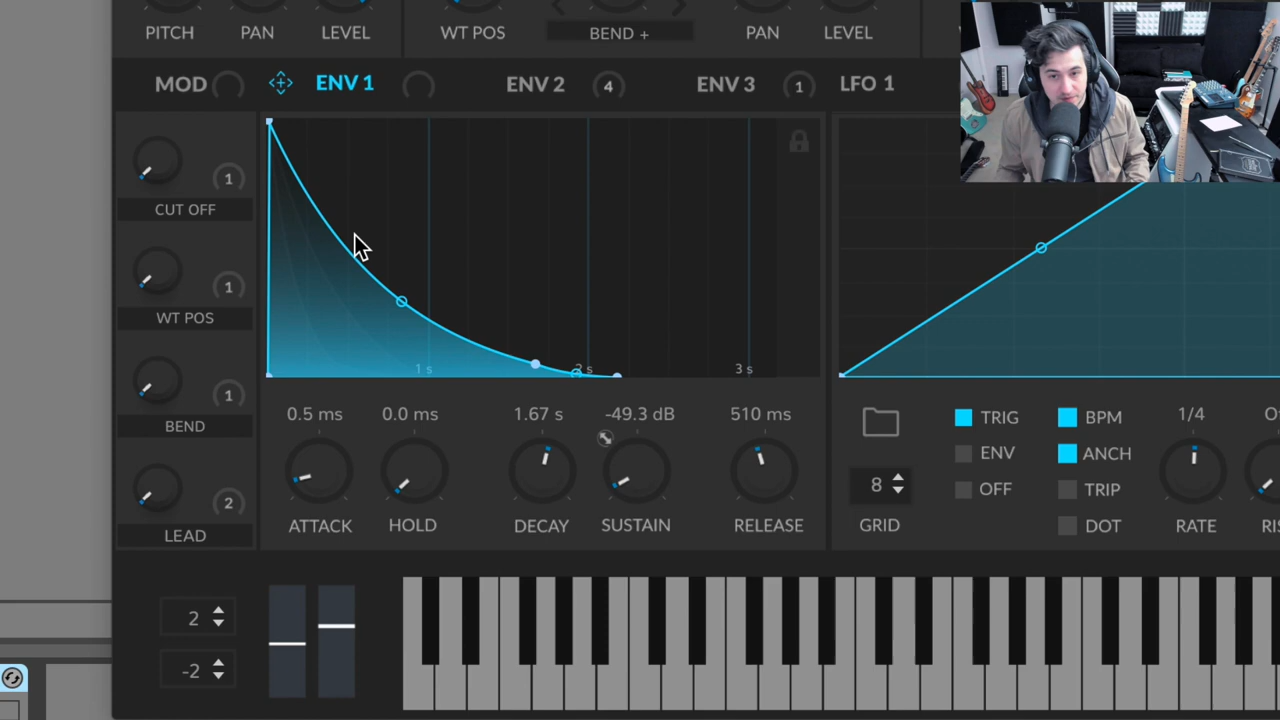 PITCH PAN LEVEL WT POS BEND + PAN LEVEL
MOD ENV 1 ENV 2 4 ENV 3 1 LFO 1
1
CUT OFF
1
WT POS
1
BEND
2
LEAD
1 s 2 s 3 s
0.5 ms 0.0 ms 1.67 s -49.3 dB 510 ms
ATTACK HOLD DECAY SUSTAIN RELEASE
TRIG BPM 1/4
ENV ANCH
8 OFF TRIP
GRID DOT RATE
2
-2